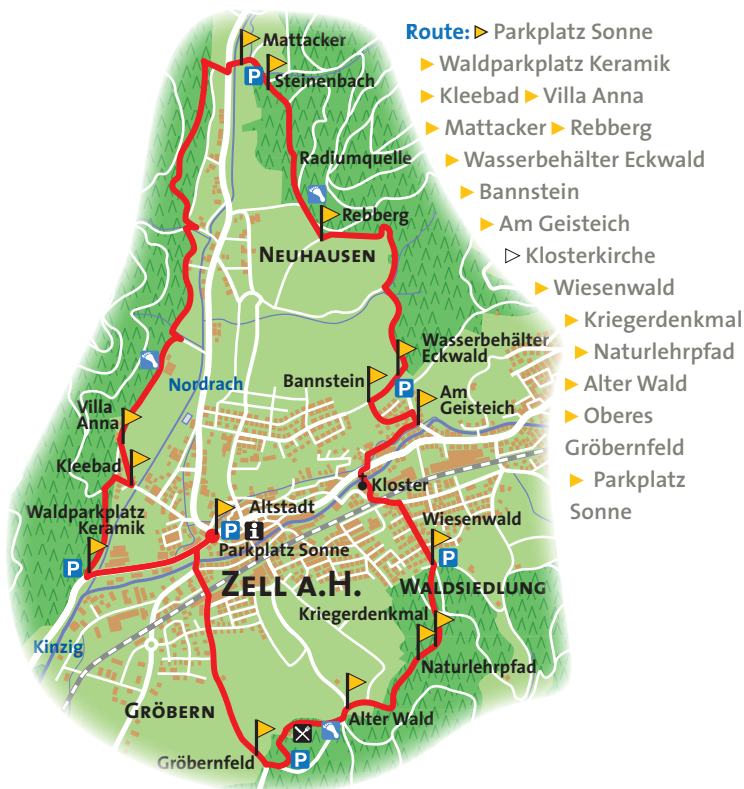 Route: Parkplatz Sonne
Waldparkplatz Keramik
Kleebad Villa Anna
Mattacker Rebberg
Wasserbehälter Eckwald
Bannstein
Am Geisteich
Klosterkirche
Wiesenwald
Kriegerdenkmal
Naturlehrpfad
Alter Wald
Oberes
Gröbernfeld
Parkplatz
Sonne
Mattacker
P
Steinenbach
Radiumquelle
Rebberg
NEUHAUSEN
Wasserbehälter
Eckwald
Bannstein
P
Nordrach
Am
Geisteich
Villa
Anna
Kleebad
Kloster
Waldparkplatz
Keramik
Altstadt
P i
Parkplatz Sonne
Wiesenwald
P
P
ZELL A.H.
WALDSIEDLUNG
Kriegerdenkmal
Kinzig
Naturlehrpfad
GRÖBERN
Alter Wald
Gröbernfeld
P